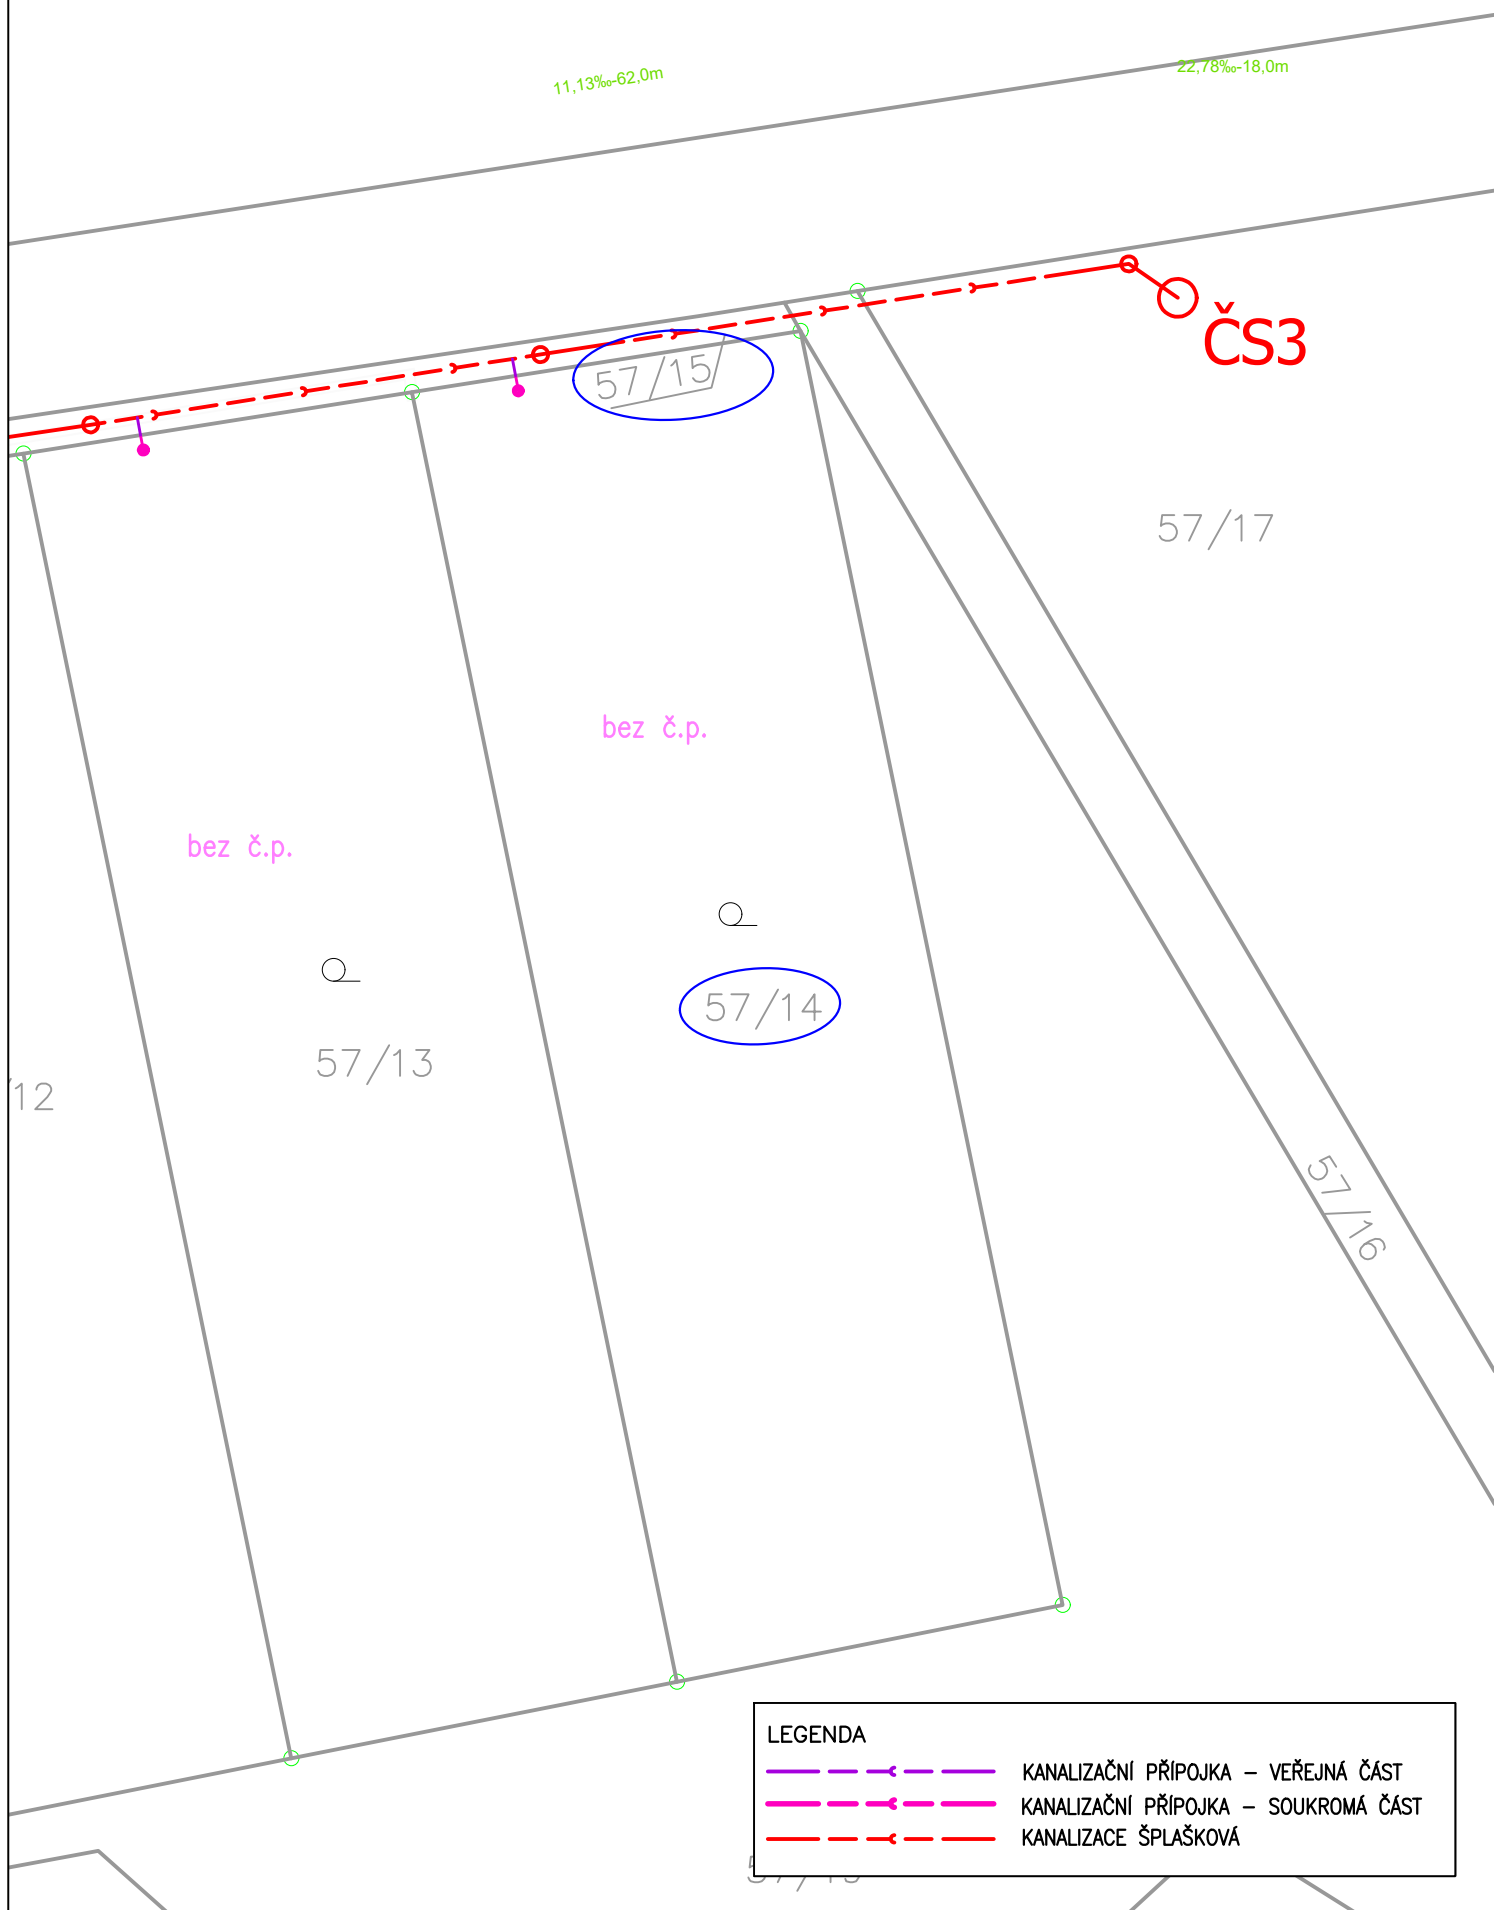 11,13‰-62,0m
22,78‰-18,0m
ČS3
57/15
57/17
bez č.p.
bez č.p.
57/14
57/13
/12
57/16
LEGENDA
KANALIZAČNÍ PŘÍPOJKA – VEŘEJNÁ ČÁST
KANALIZAČNÍ PŘÍPOJKA – SOUKROMÁ ČÁST
KANALIZACE ŠPLAŠKOVÁ